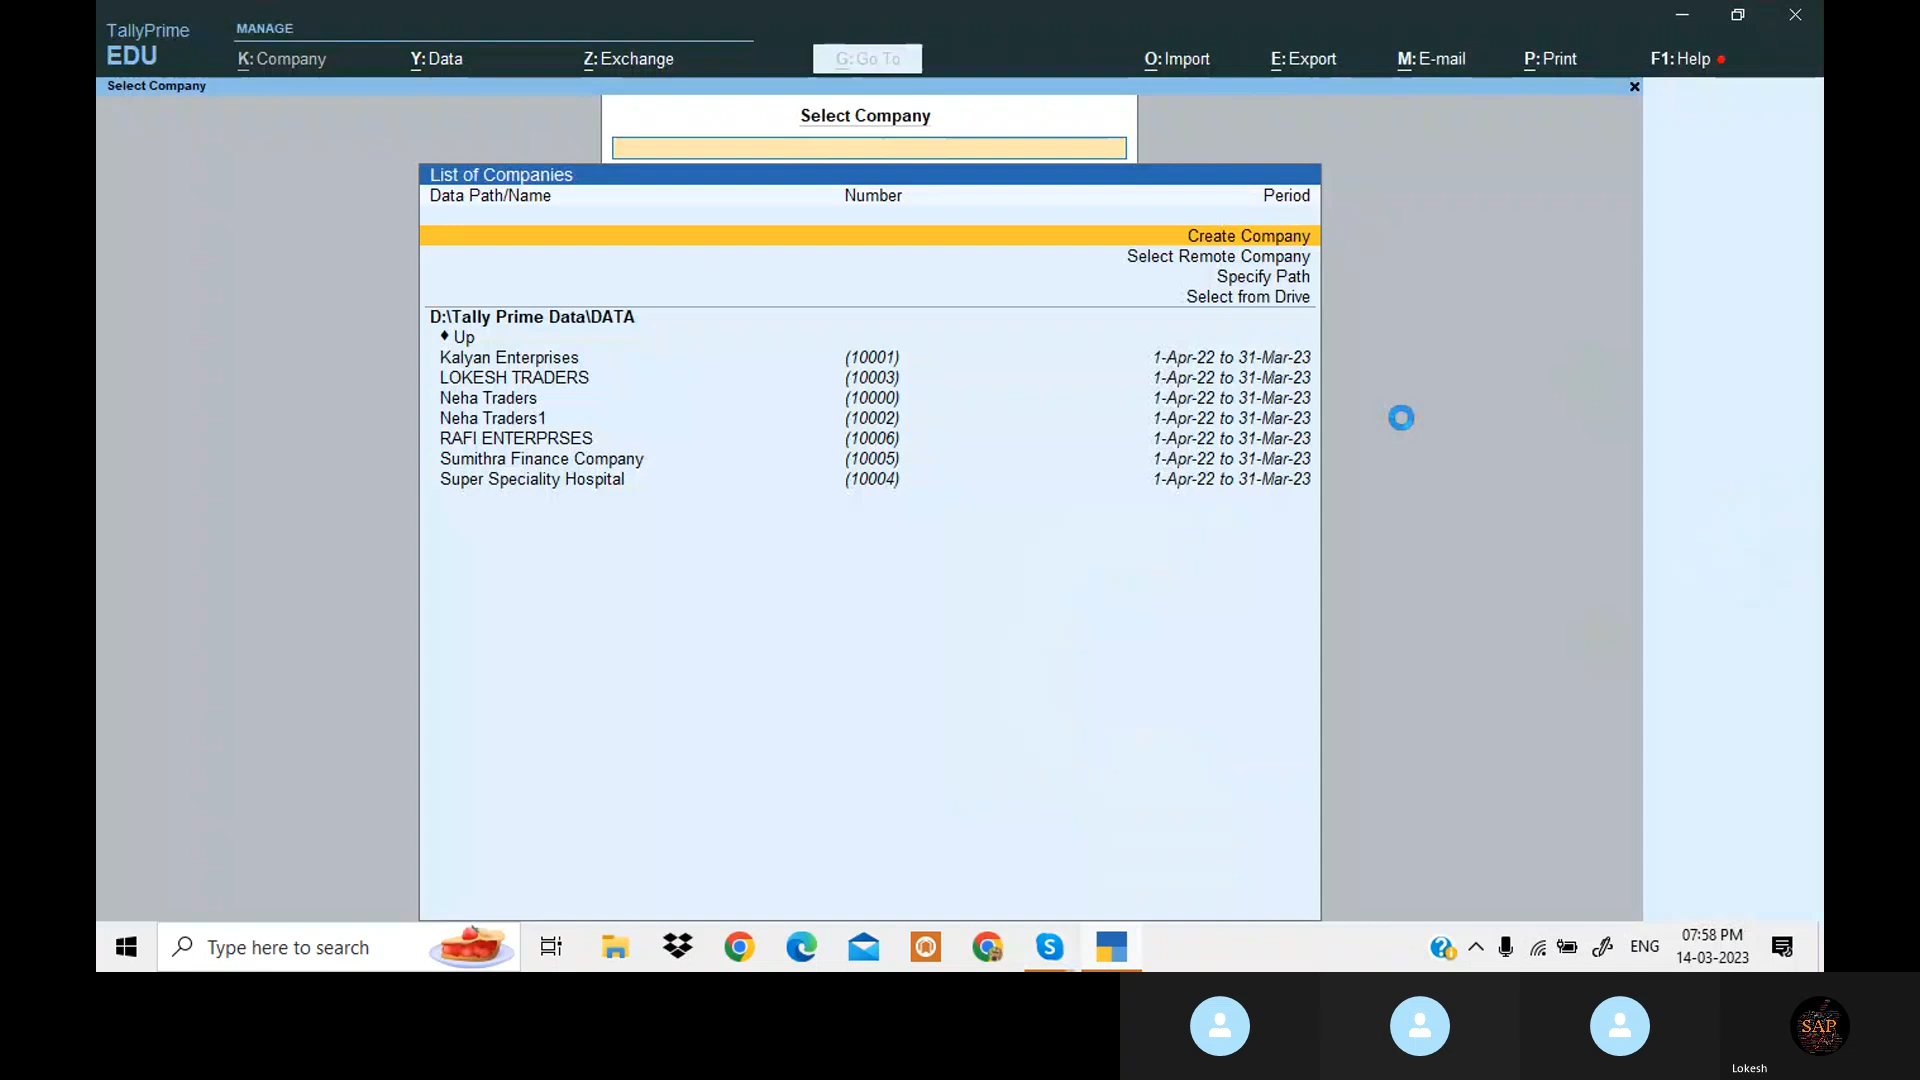 TallyPrime
EDU
MANAGE
K: Company
Y: Data
Z: Exchange
G: Go To
O: Import
E: Export
M: E-mail
P: Print
F1: Help
Select Company
Select Company
List of Companies
Data Path/Name Number Period
Create Company
Select Remote Company
Specify Path
Select from Drive
D:\Tally Prime Data\DATA
♦ Up
Kalyan Enterprises (10001) 1-Apr-22 to 31-Mar-23
LOKESH TRADERS (10003) 1-Apr-22 to 31-Mar-23
Neha Traders (10000) 1-Apr-22 to 31-Mar-23
Neha Traders1 (10002) 1-Apr-22 to 31-Mar-23
RAFI ENTERPRSES (10006) 1-Apr-22 to 31-Mar-23
Sumithra Finance Company (10005) 1-Apr-22 to 31-Mar-23
Super Speciality Hospital (10004) 1-Apr-22 to 31-Mar-23
Type here to search
ENG
07:58 PM
14-03-2023
SAP
Lokesh